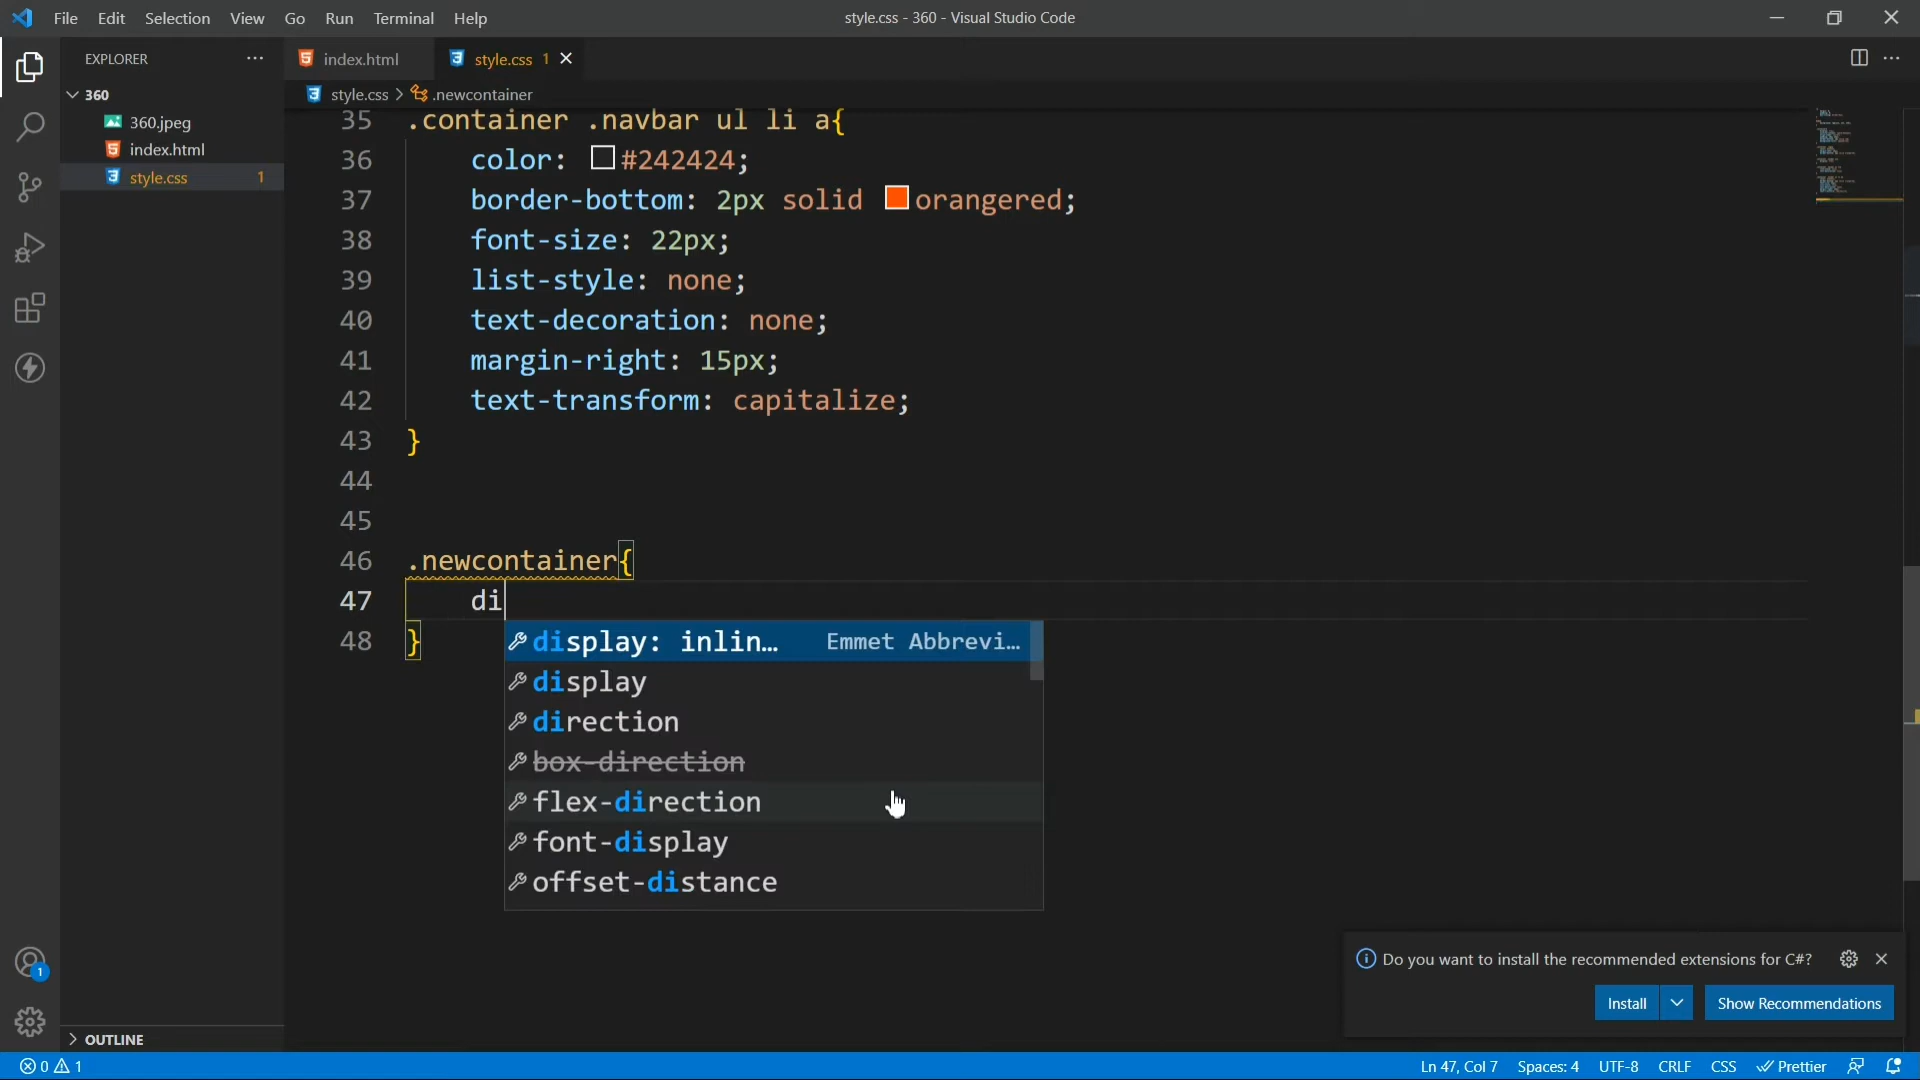 File Edit Selection View Go Run Terminal Help
style.css - 360 - Visual Studio Code
EXPLORER
index.html
style.css 1
360
style.css > .newcontainer
360.jpeg
index.html
style.css 1
35 .container .navbar ul li a{
36 color: #242424;
37 border-bottom: 2px solid orangered;
38 font-size: 22px;
39 list-style: none;
40 text-decoration: none;
41 margin-right: 15px;
42 text-transform: capitalize;
43 }
44
45
46 .newcontainer{
47 di
48 }
display: inlin… Emmet Abbrevi…
display
direction
box-direction
flex-direction
font-display
offset-distance
Do you want to install the recommended extensions for C#?
Install
Show Recommendations
1
OUTLINE
0 1
Ln 47, Col 7 Spaces: 4 UTF-8 CRLF CSS Prettier